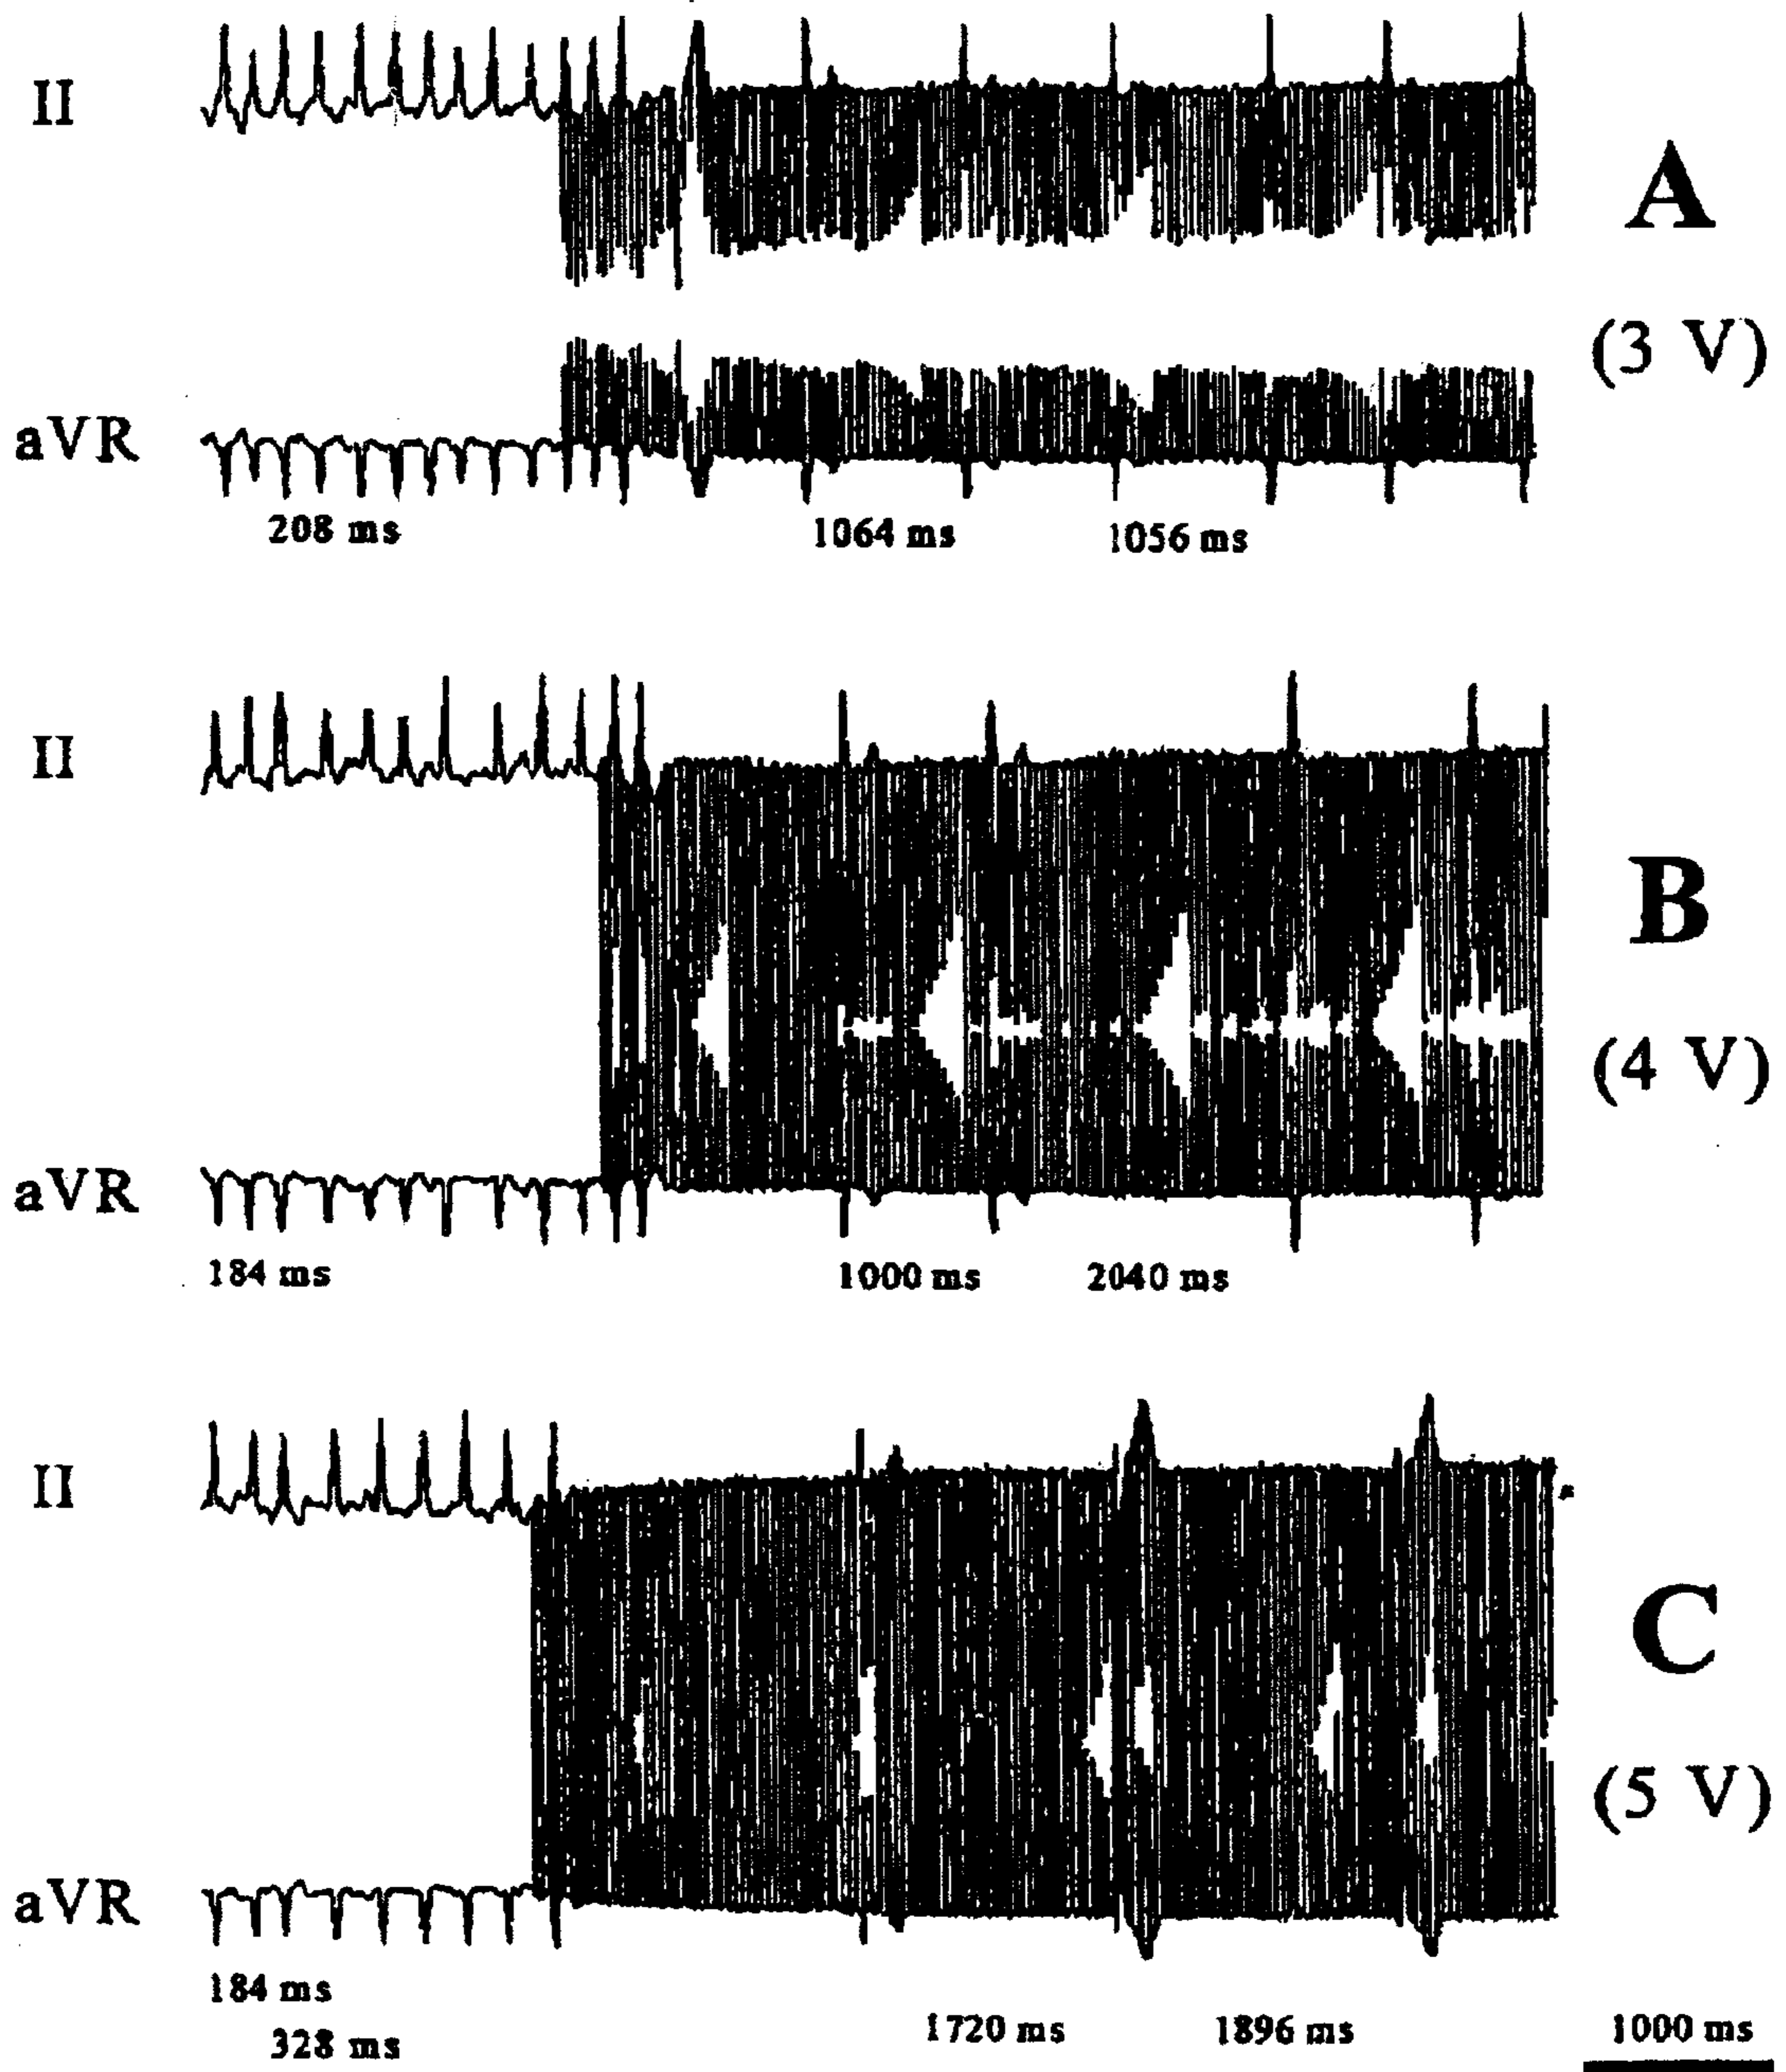 II
A
(3 V)
aVR
208 ms 1064 ms 1056 ms
II
B
(4 V)
aVR
184 ms 1000 ms 2040 ms
II
C
(5 V)
aVR
184 ms
328 ms 1720 ms 1896 ms 1000 ms